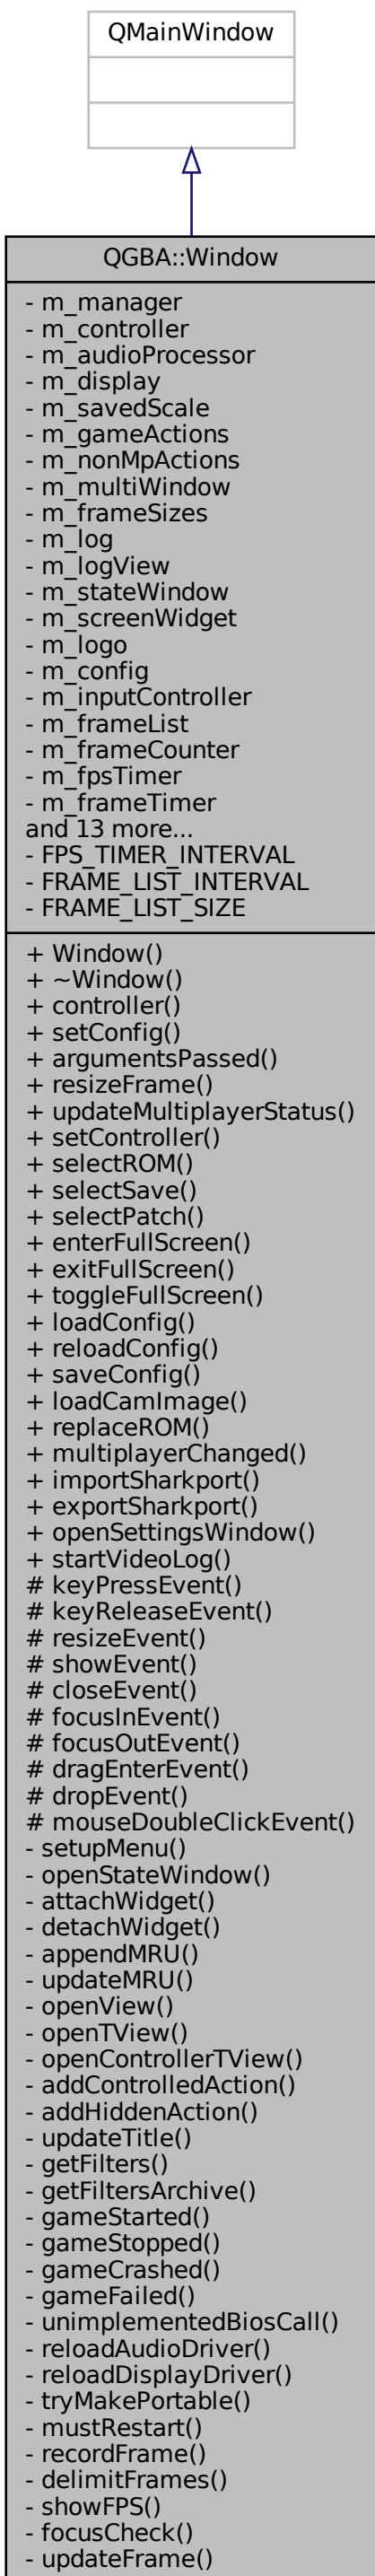 QMainWindow
QGBA::Window
- m_manager
- m_controller
- m_audioProcessor
- m_display
- m_savedScale
- m_gameActions
- m_nonMpActions
- m_multiWindow
- m_frameSizes
- m_log
- m_logView
- m_stateWindow
- m_screenWidget
- m_logo
- m_config
- m_inputController
- m_frameList
- m_frameCounter
- m_fpsTimer
- m_frameTimer
and 13 more...
- FPS_TIMER_INTERVAL
- FRAME_LIST_INTERVAL
- FRAME_LIST_SIZE
+ Window()
+ ~Window()
+ controller()
+ setConfig()
+ argumentsPassed()
+ resizeFrame()
+ updateMultiplayerStatus()
+ setController()
+ selectROM()
+ selectSave()
+ selectPatch()
+ enterFullScreen()
+ exitFullScreen()
+ toggleFullScreen()
+ loadConfig()
+ reloadConfig()
+ saveConfig()
+ loadCamImage()
+ replaceROM()
+ multiplayerChanged()
+ importSharkport()
+ exportSharkport()
+ openSettingsWindow()
+ startVideoLog()
# keyPressEvent()
# keyReleaseEvent()
# resizeEvent()
# showEvent()
# closeEvent()
# focusInEvent()
# focusOutEvent()
# dragEnterEvent()
# dropEvent()
# mouseDoubleClickEvent()
- setupMenu()
- openStateWindow()
- attachWidget()
- detachWidget()
- appendMRU()
- updateMRU()
- openView()
- openTView()
- openControllerTView()
- addControlledAction()
- addHiddenAction()
- updateTitle()
- getFilters()
- getFiltersArchive()
- gameStarted()
- gameStopped()
- gameCrashed()
- gameFailed()
- unimplementedBiosCall()
- reloadAudioDriver()
- reloadDisplayDriver()
- tryMakePortable()
- mustRestart()
- recordFrame()
- delimitFrames()
- showFPS()
- focusCheck()
- updateFrame()